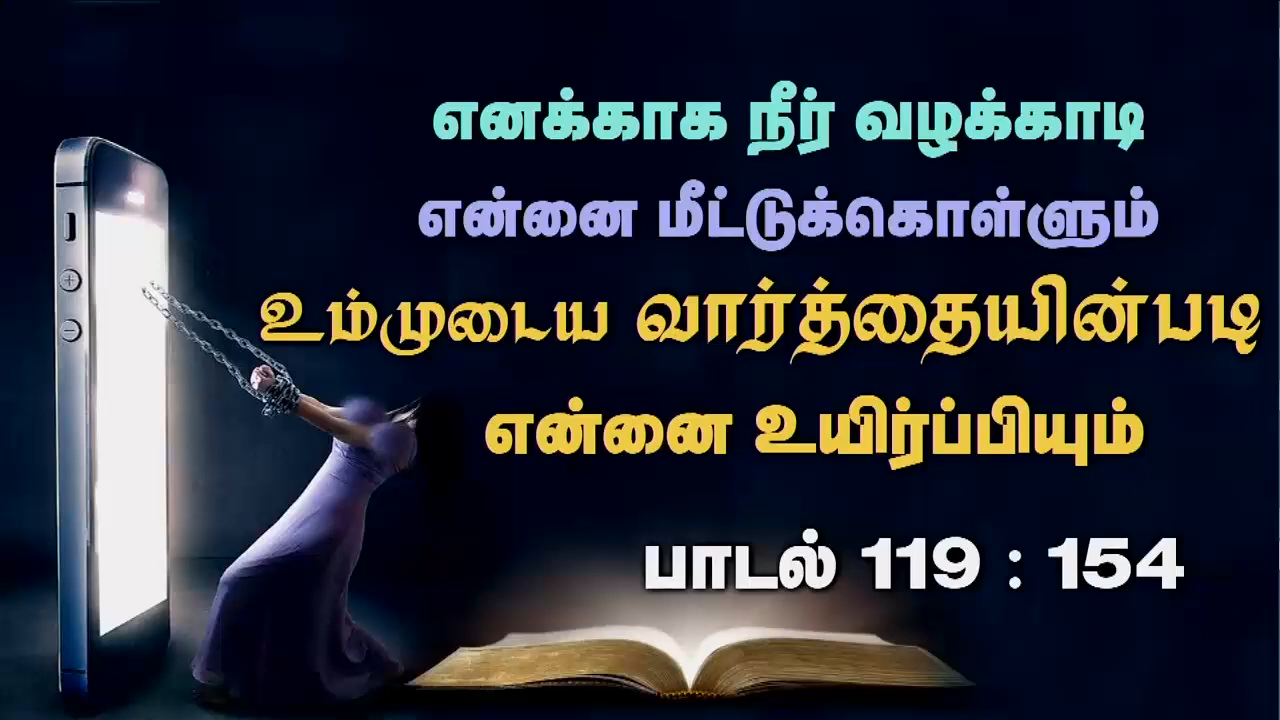 எனக்காக நீர் வழக்காடி
என்னை மீட்டுக்கொள்ளும்
உம்முடைய வார்த்தையின்படி
என்னை உயிர்ப்பியும்
பாடல் 119 : 154